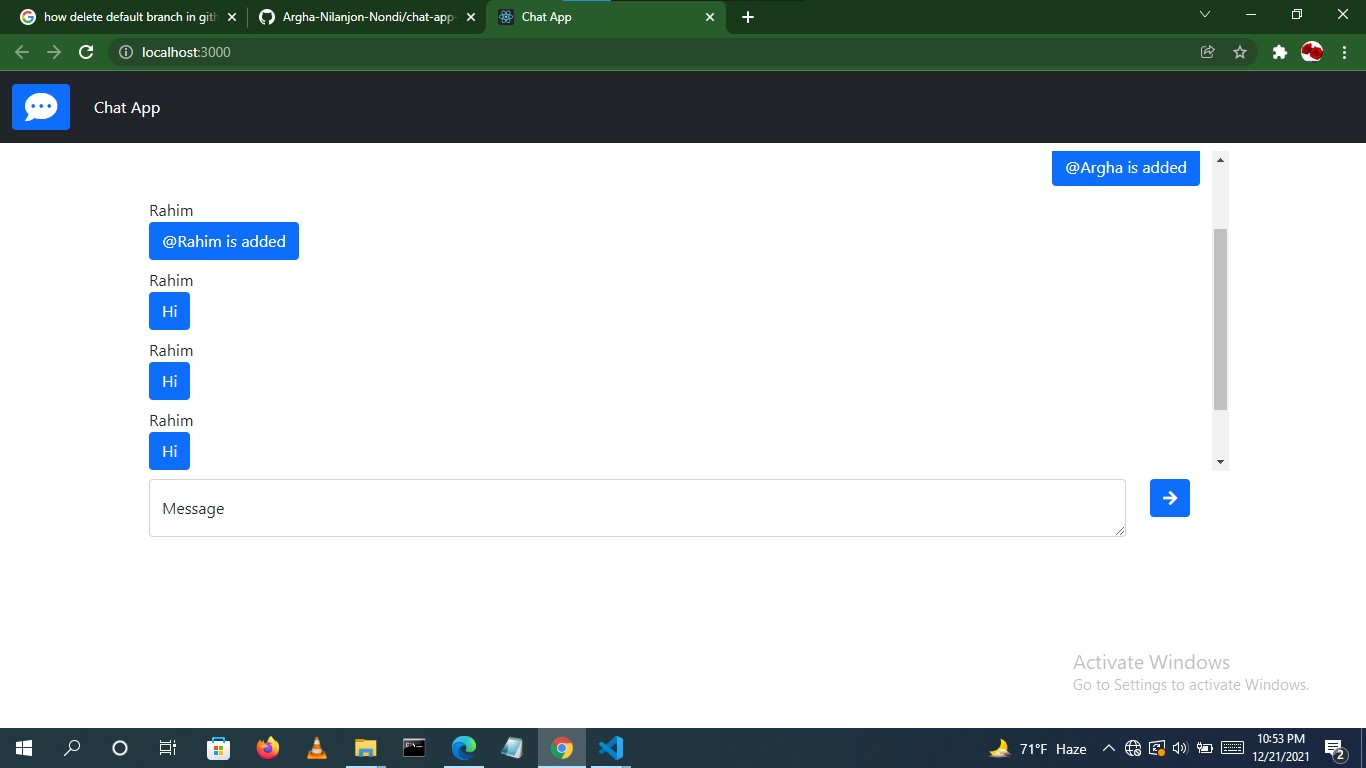 how delete default branch in gith
Argha-Nilanjon-Nondi/chat-app-
Chat App
localhost:3000
Chat App
@Argha is added
Rahim
@Rahim is added
Rahim
Hi
Rahim
Hi
Rahim
Hi
Message
Activate Windows
Go to Settings to activate Windows.
71°F Haze
10:53 PM
12/21/2021
2